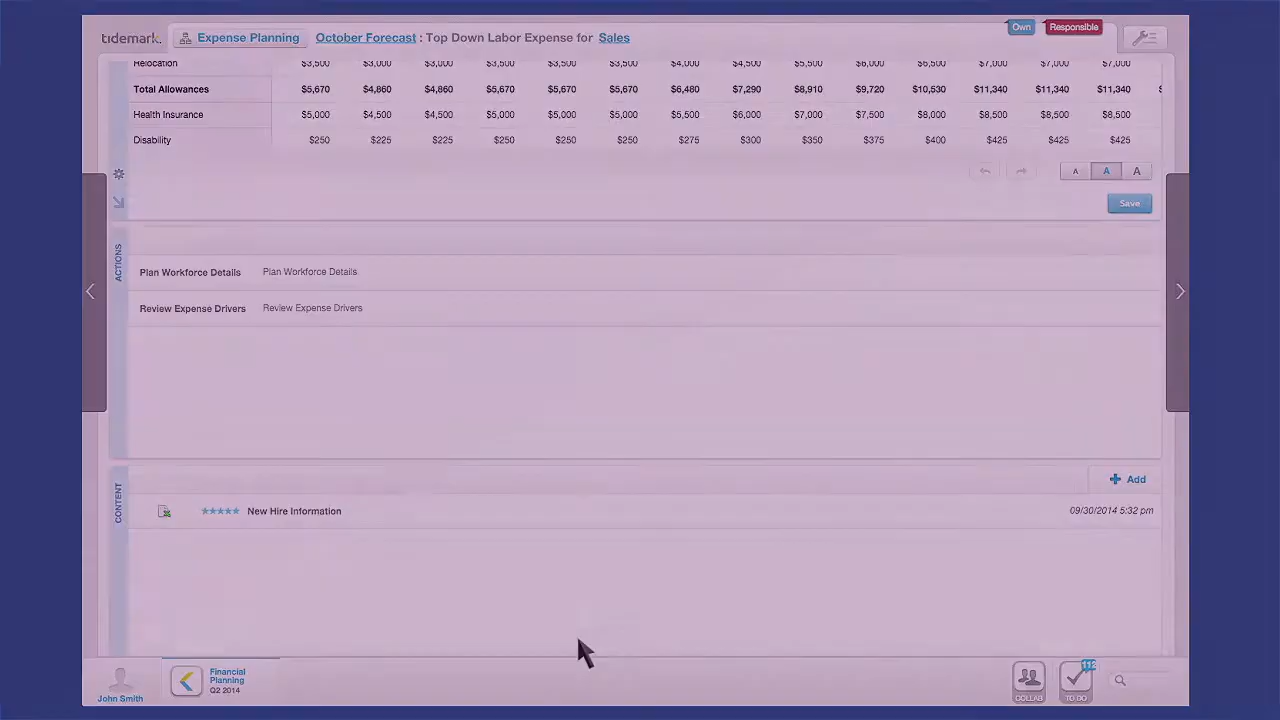 tidemark. Expense Planning October Forecast : Top Down Labor Expense for Sales Own Responsible
Relocation $3,500 $3,000 $3,000 $3,500 $3,500 $3,500 $4,000 $4,500 $5,500 $6,000 $6,500 $7,000 $7,000 $7,000
Total Allowances $5,670 $4,860 $4,860 $5,670 $5,670 $5,670 $6,480 $7,290 $8,910 $9,720 $10,530 $11,340 $11,340 $11,340 $
Health Insurance $5,000 $4,500 $4,500 $5,000 $5,000 $5,000 $5,500 $6,000 $7,000 $7,500 $8,000 $8,500 $8,500 $8,500
Disability $250 $225 $225 $250 $250 $250 $275 $300 $350 $375 $400 $425 $425 $425
A A A
Save
ACTIONS
Plan Workforce Details Plan Workforce Details
Review Expense Drivers Review Expense Drivers
CONTENT
Add
New Hire Information 09/30/2014 5:32 pm
John Smith
Financial
Planning
Q2 2014
COLLAB
TO DO